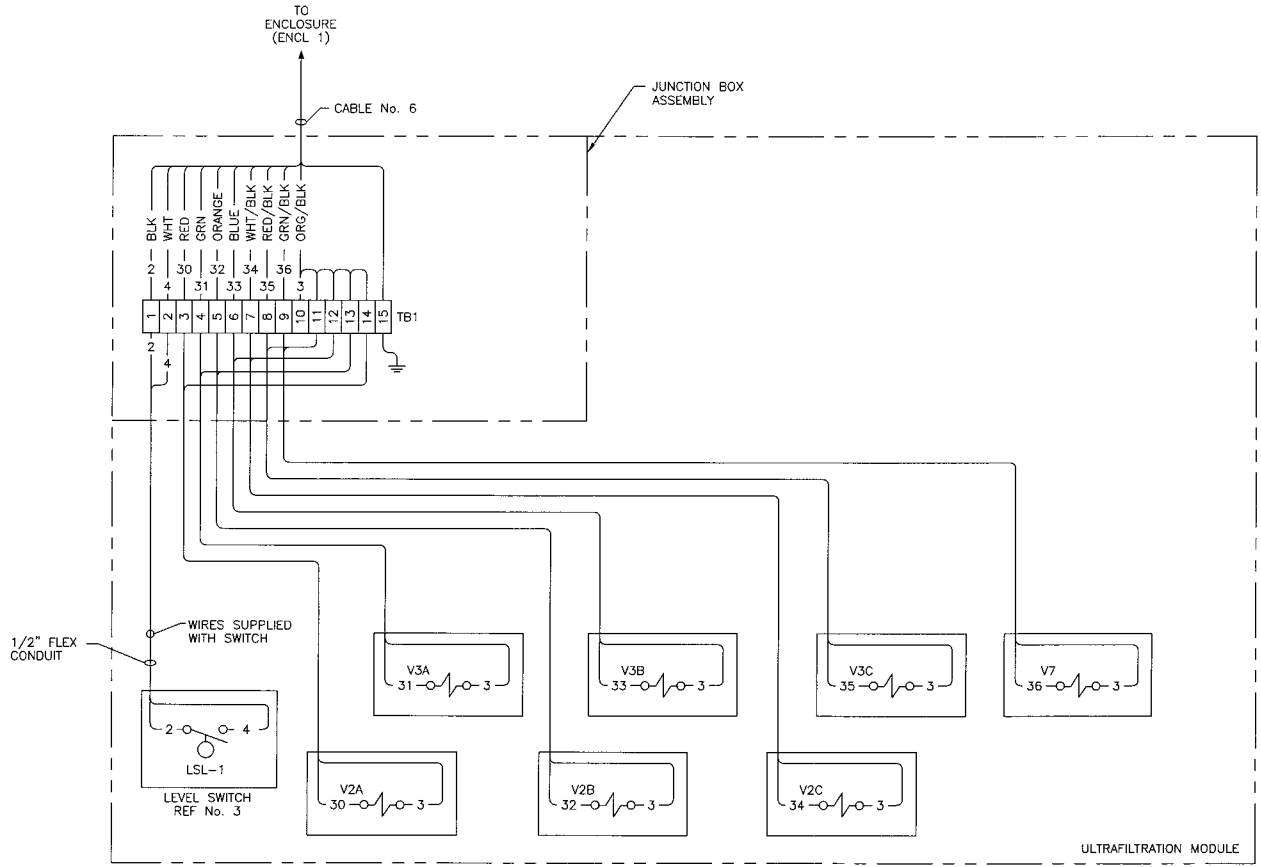 TO
ENCLOSURE
(ENCL 1)
CABLE No. 6
JUNCTION BOX
ASSEMBLY
BLK
WHT
RED
GRN
ORANGE
BLUE
WHT/BLK
RED/BLK
GRN/BLK
ORG/BLK
2 30 32 34 36
4 31 33 35 3
1 2 3 4 5 6 7 8 9 10 11 12 13 14 15 TB1
2
4
1/2" FLEX
CONDUIT
WIRES SUPPLIED
WITH SWITCH
V3A
31 3
V3B
33 3
V3C
35 3
V7
36 3
2 4
LSL-1
LEVEL SWITCH
REF No. 3
V2A
30 3
V2B
32 3
V2C
34 3
ULTRAFILTRATION MODULE